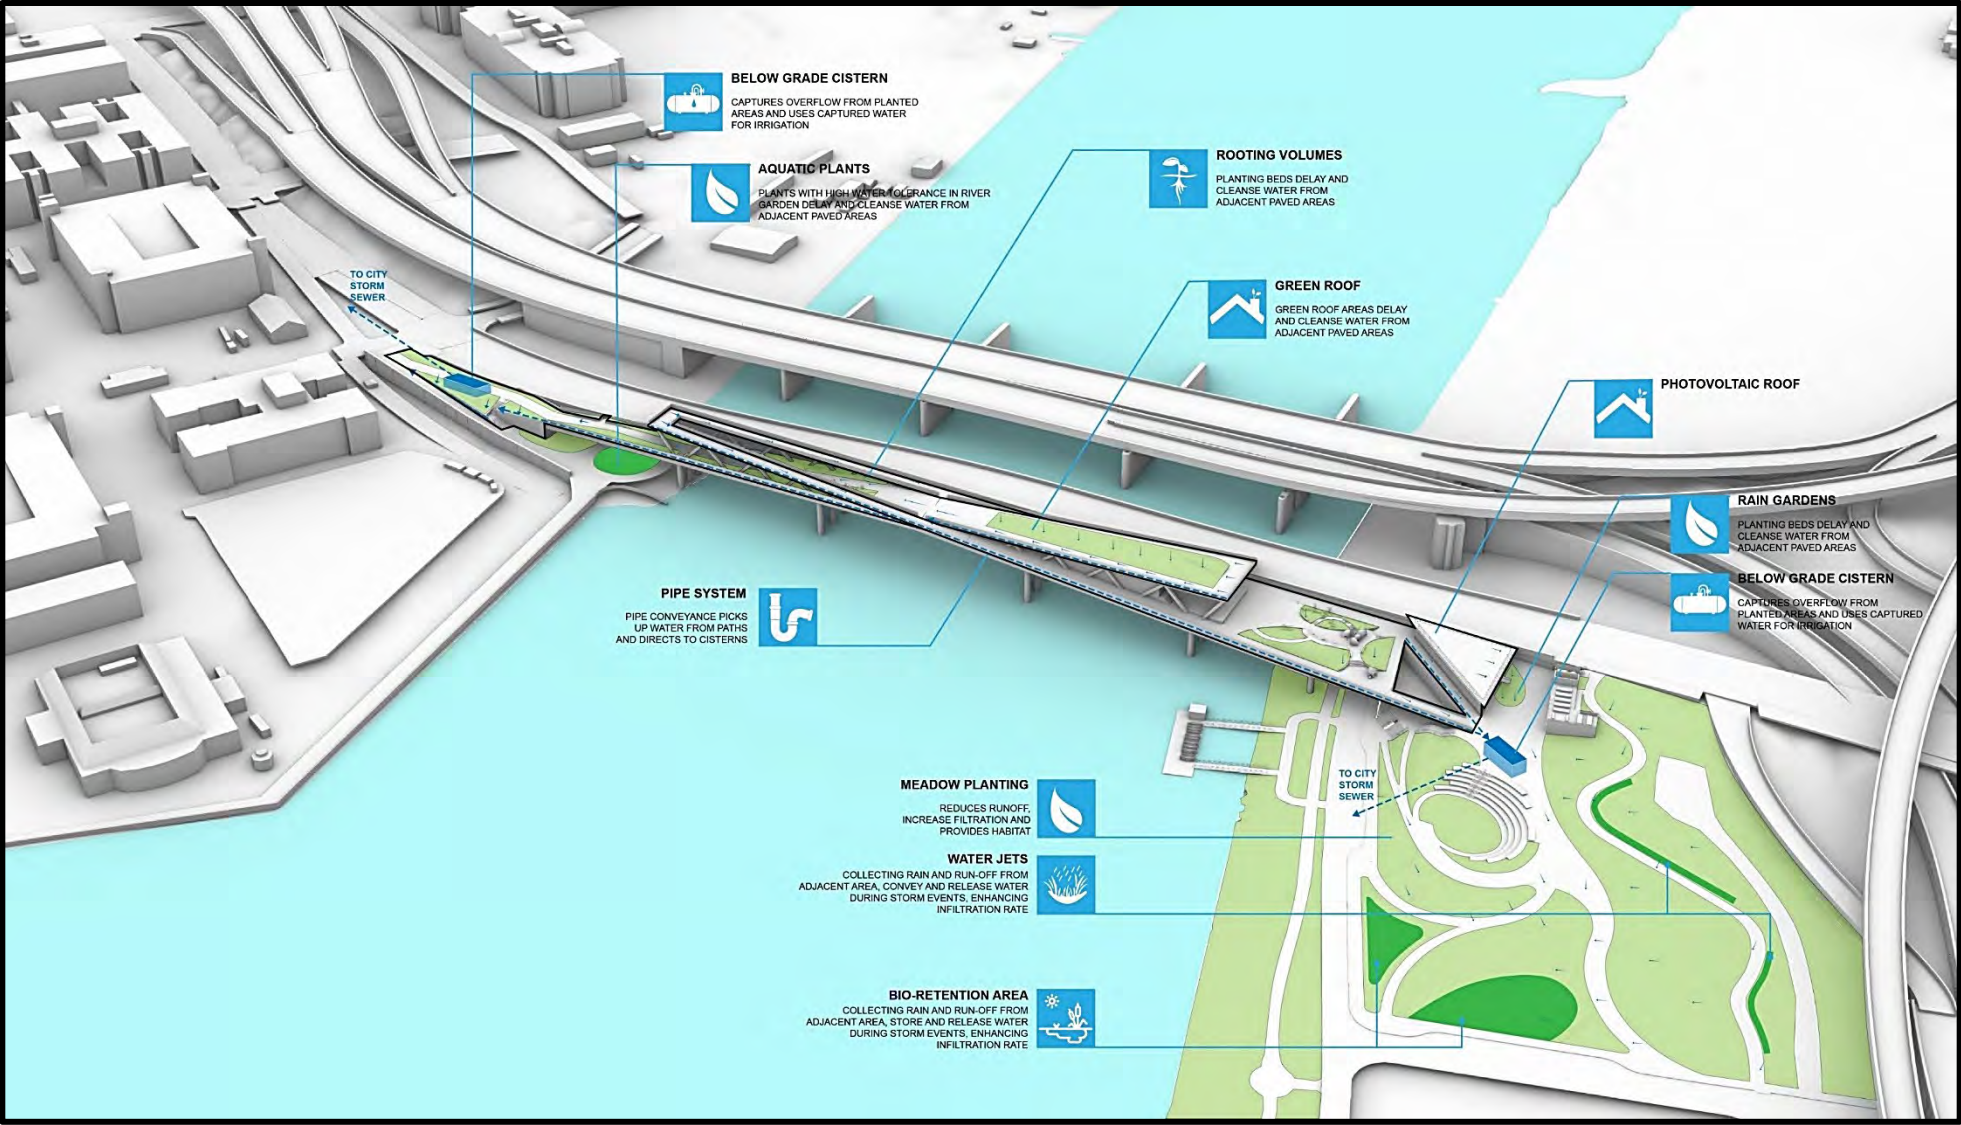 BELOW GRADE CISTERN
CAPTURES OVERFLOW FROM PLANTED
AREAS AND USES CAPTURED WATER
FOR IRRIGATION
AQUATIC PLANTS
PLANTS WITH HIGH WATER TOLERANCE IN RIVER
GARDEN DELAY AND CLEANSE WATER FROM
ADJACENT PAVED AREAS
ROOTING VOLUMES
PLANTING BEDS DELAY AND
CLEANSE WATER FROM
ADJACENT PAVED AREAS
TO CITY
STORM
SEWER
GREEN ROOF
GREEN ROOF AREAS DELAY
AND CLEANSE WATER FROM
ADJACENT PAVED AREAS
PHOTOVOLTAIC ROOF
RAIN GARDENS
PLANTING BEDS DELAY AND
CLEANSE WATER FROM
ADJACENT PAVED AREAS
BELOW GRADE CISTERN
CAPTURES OVERFLOW FROM
PLANTED AREAS AND USES CAPTURED
WATER FOR IRRIGATION
PIPE SYSTEM
PIPE CONVEYANCE PICKS
UP WATER FROM PATHS
AND DIRECTS TO CISTERNS
TO CITY
STORM
SEWER
MEADOW PLANTING
REDUCES RUNOFF,
INCREASE FILTRATION AND
PROVIDES HABITAT
WATER JETS
COLLECTING RAIN AND RUN-OFF FROM
ADJACENT AREA, CONVEY AND RELEASE WATER
DURING STORM EVENTS, ENHANCING
INFILTRATION RATE
BIO-RETENTION AREA
COLLECTING RAIN AND RUN-OFF FROM
ADJACENT AREA, STORE AND RELEASE WATER
DURING STORM EVENTS, ENHANCING
INFILTRATION RATE